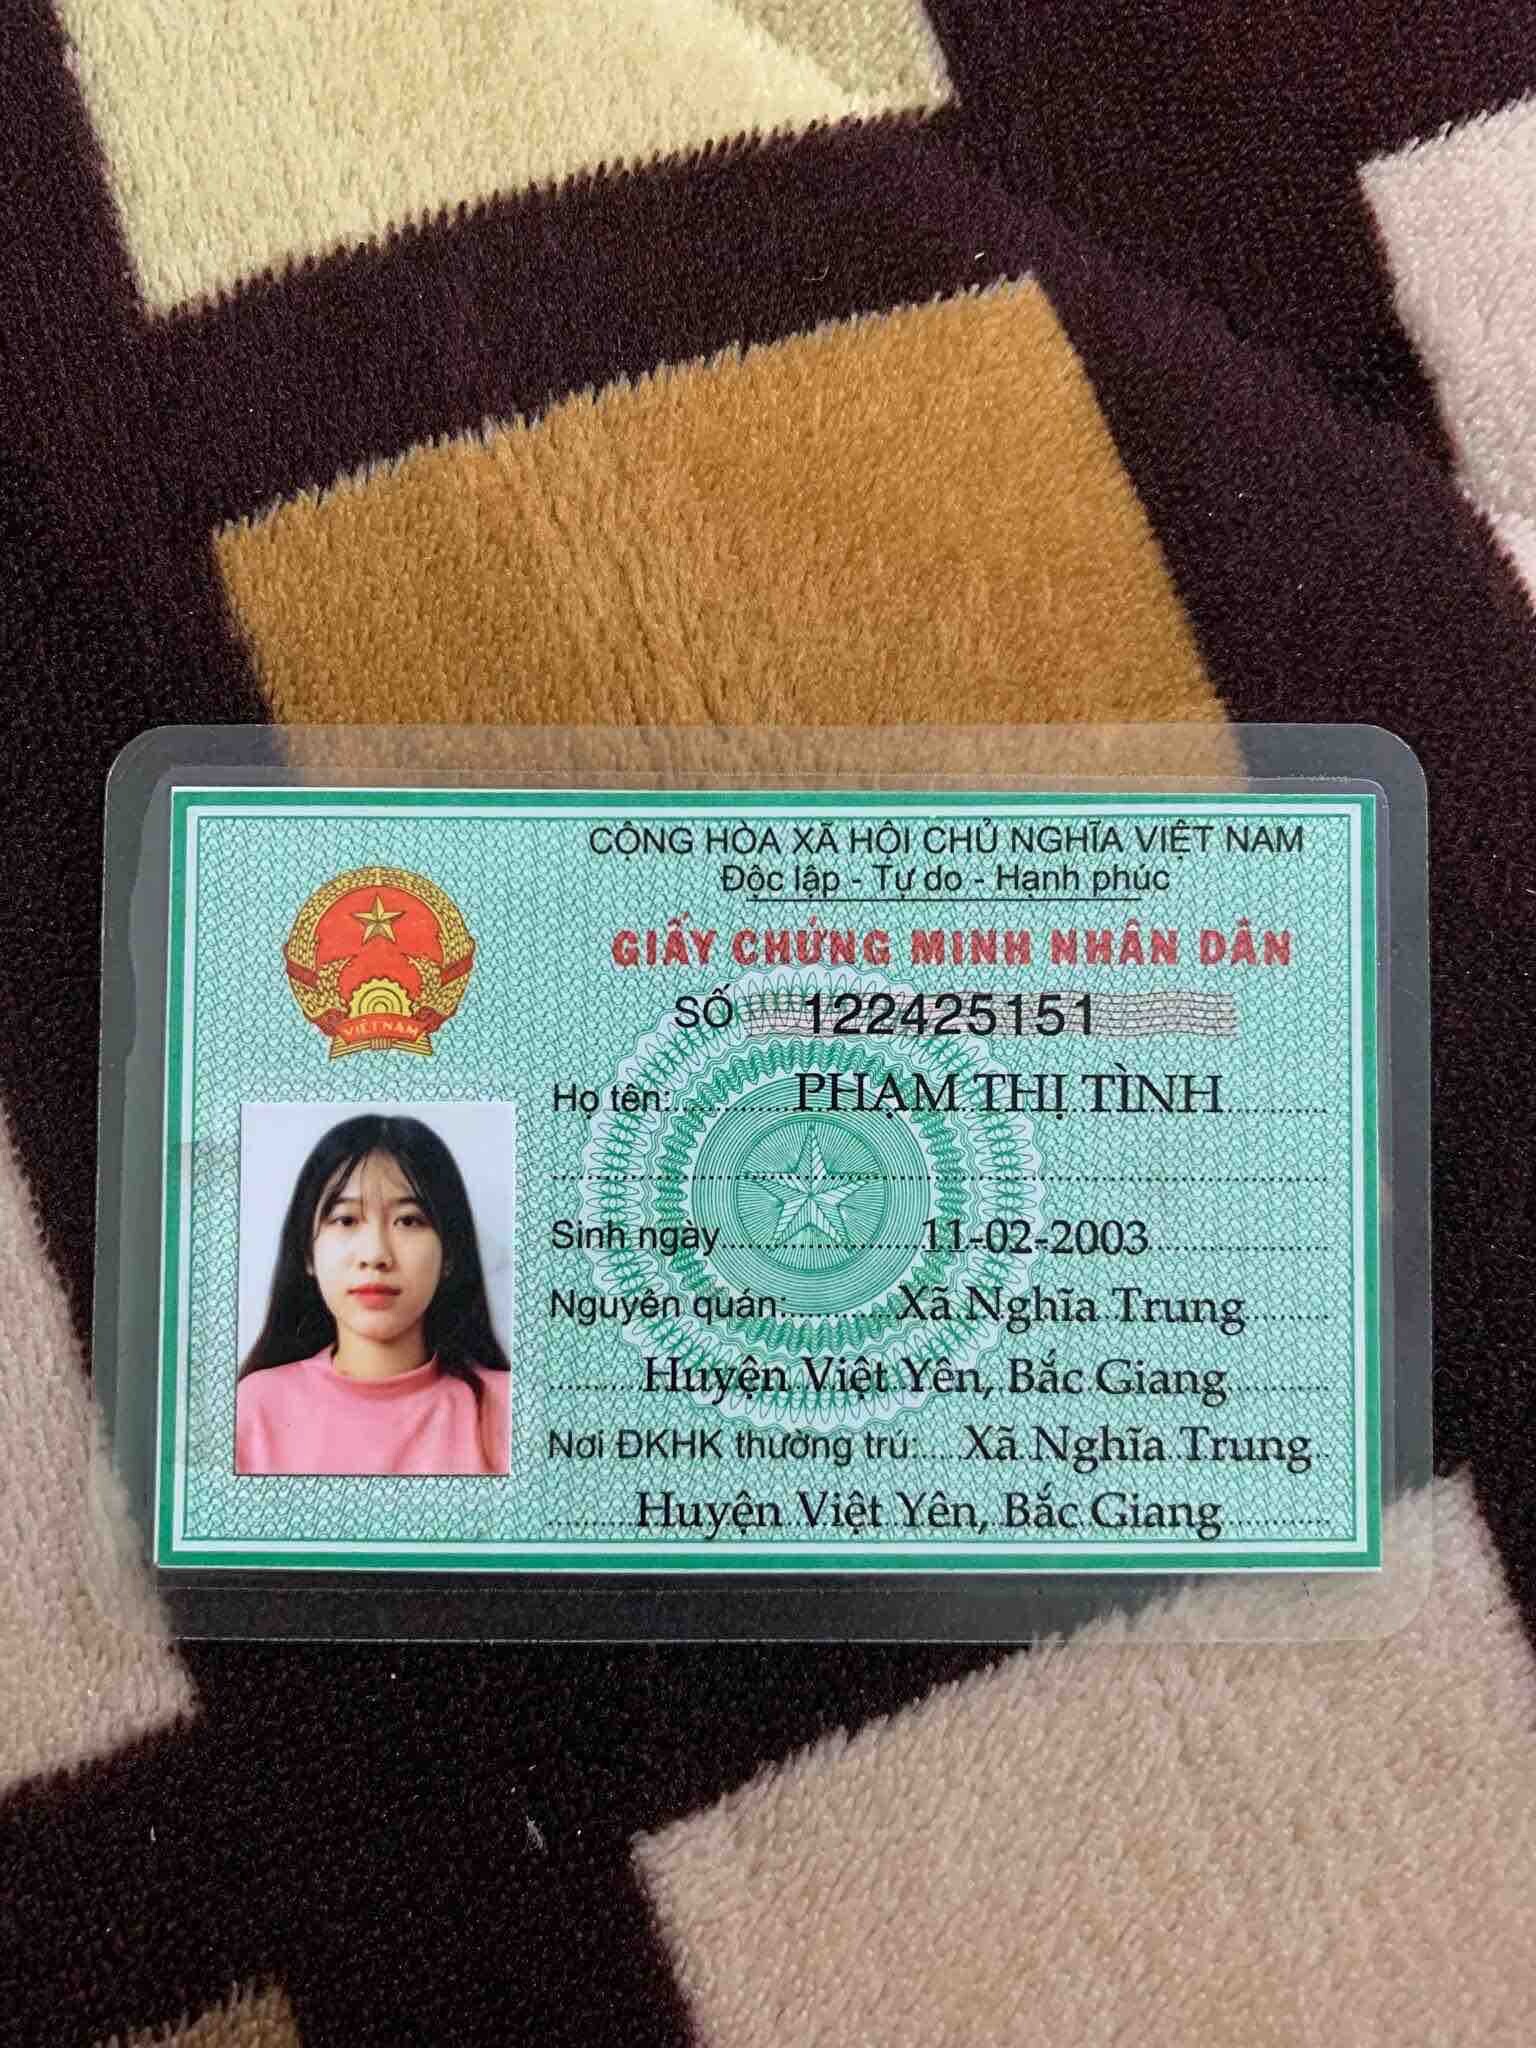 CỘNG HÒA XÃ HỘI CHỦ NGHĨA VIỆT NAM
Độc lập - Tự do - Hạnh phúc
GIẤY CHỨNG MINH NHÂN DÂN
SỐ 122425151
VIỆT NAM
Họ tên: PHẠM THỊ TÌNH
Sinh ngày 11-02-2003
Nguyên quán: Xã Nghĩa Trung
Huyện Việt Yên, Bắc Giang
Nơi ĐKHK thường trú: Xã Nghĩa Trung
Huyện Việt Yên, Bắc Giang